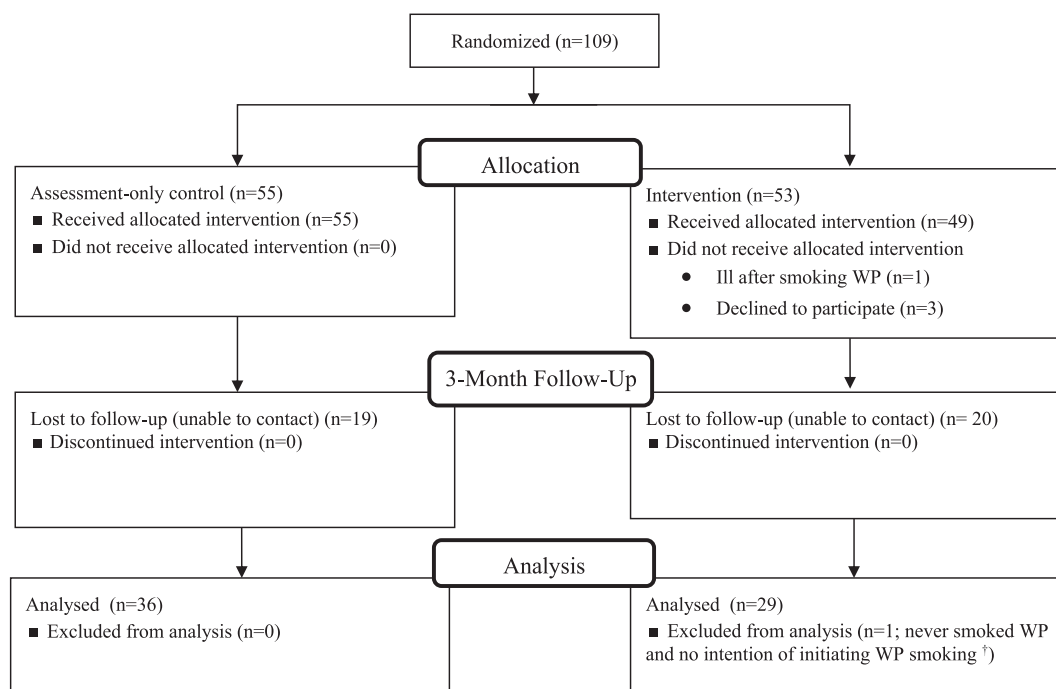 Randomized (n=109)
Allocation
Assessment-only control (n=55)
■ Received allocated intervention (n=55)
■ Did not receive allocated intervention (n=0)
Intervention (n=53)
■ Received allocated intervention (n=49)
■ Did not receive allocated intervention
● Ill after smoking WP (n=1)
● Declined to participate (n=3)
3-Month Follow-Up
Lost to follow-up (unable to contact) (n=19)
■ Discontinued intervention (n=0)
Lost to follow-up (unable to contact) (n= 20)
■ Discontinued intervention (n=0)
Analysis
Analysed (n=36)
■ Excluded from analysis (n=0)
Analysed (n=29)
■ Excluded from analysis (n=1; never smoked WP
and no intention of initiating WP smoking †)